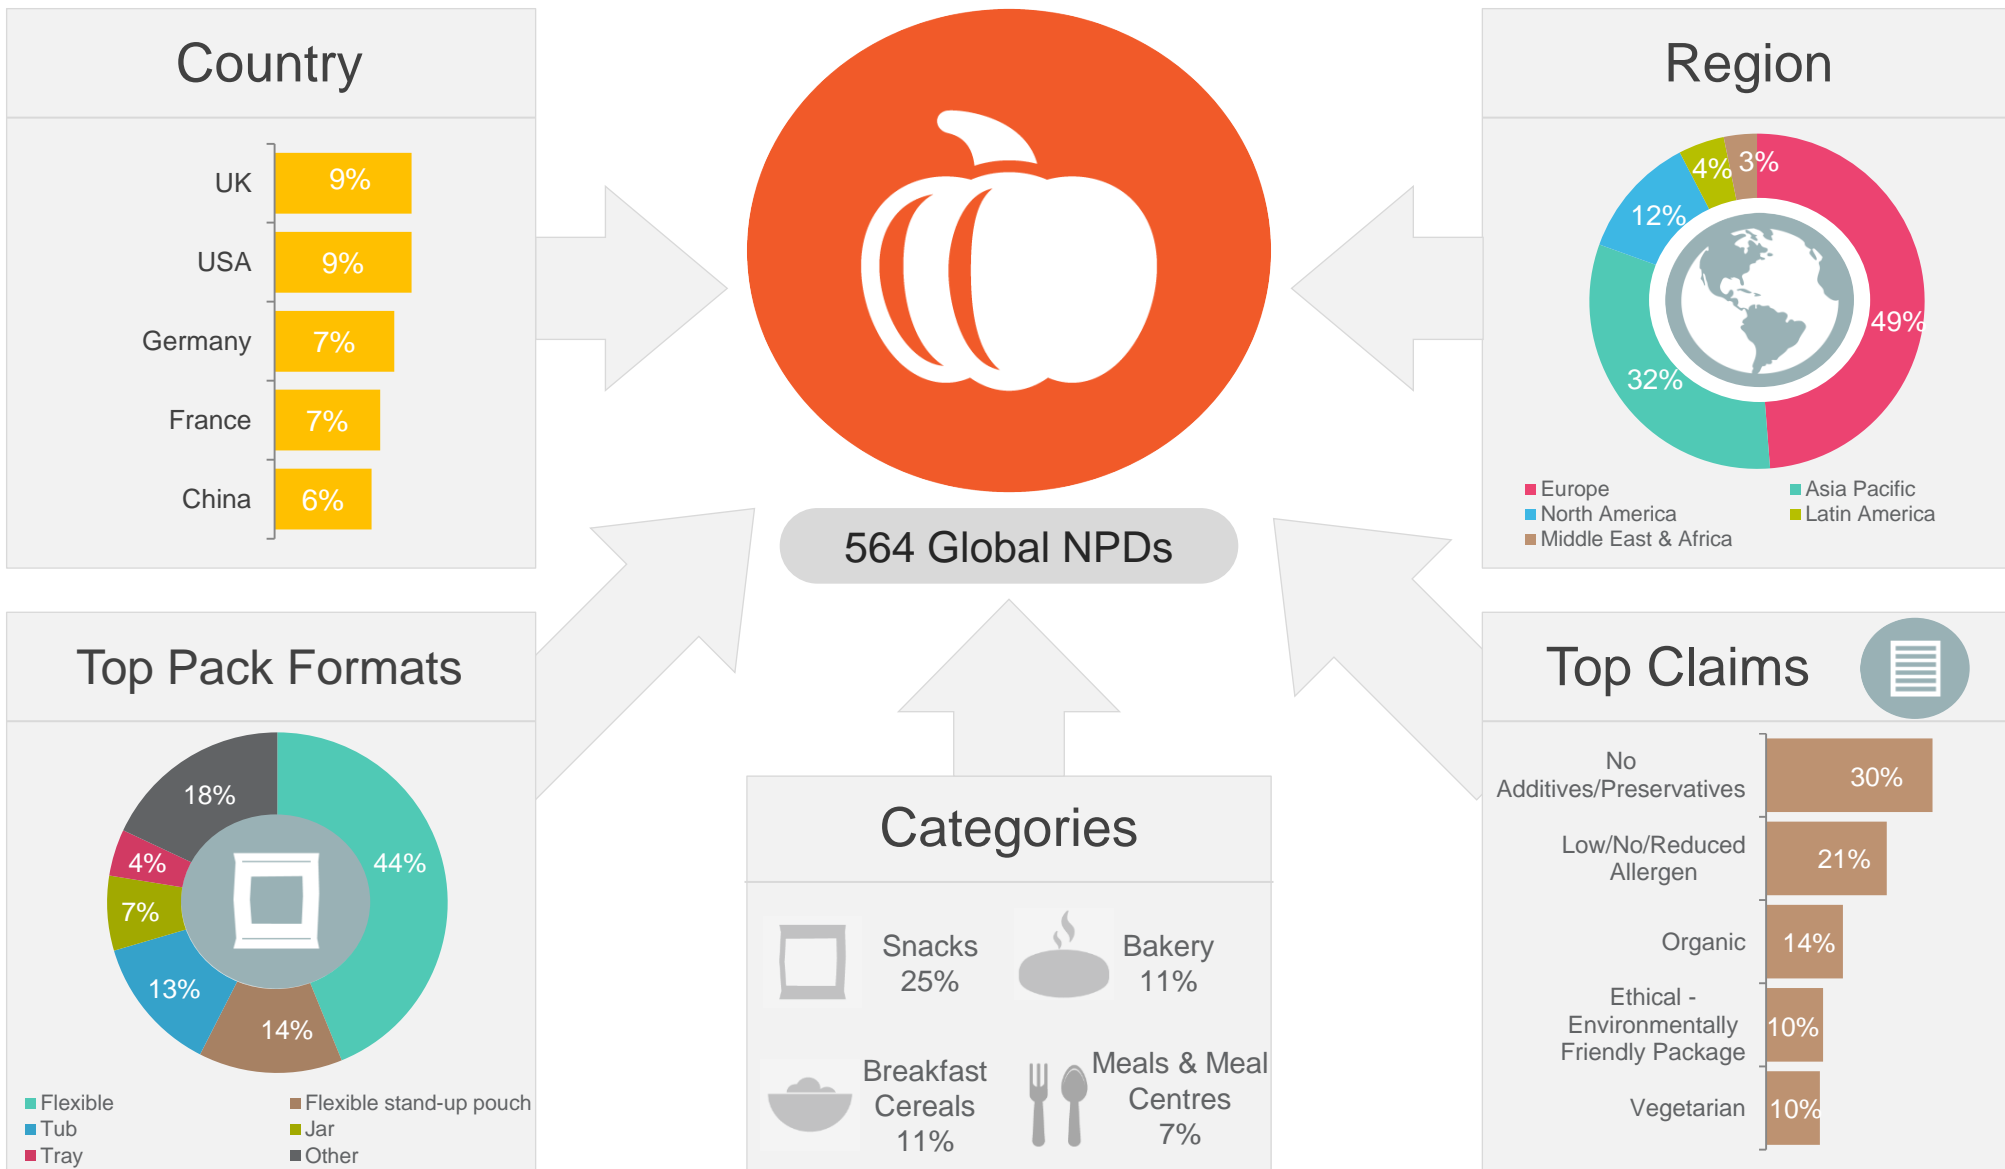 Country
UK
9%
USA
9%
Germany
7%
France
7%
China
6%
564 Global NPDs
Region
3%
4%
12%
49%
32%
Europe
Asia Pacific
North America
Latin America
Middle East & Africa
Top Pack Formats
18%
44%
4%
7%
13%
14%
Flexible
Flexible stand-up pouch
Tub
Jar
Tray
Other
Categories
Snacks
25%
Bakery
11%
Breakfast
Cereals
11%
Meals & Meal
Centres
7%
Top Claims
No
Additives/Preservatives
30%
Low/No/Reduced
Allergen
21%
Organic
14%
Ethical -
Environmentally
Friendly Package
10%
Vegetarian
10%